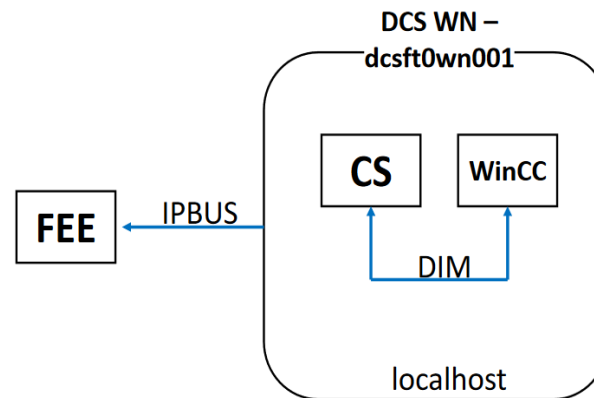 DCS WN –
dcsft0wn001
CS
WinCC
IPBUS
FEE
DIM
localhost